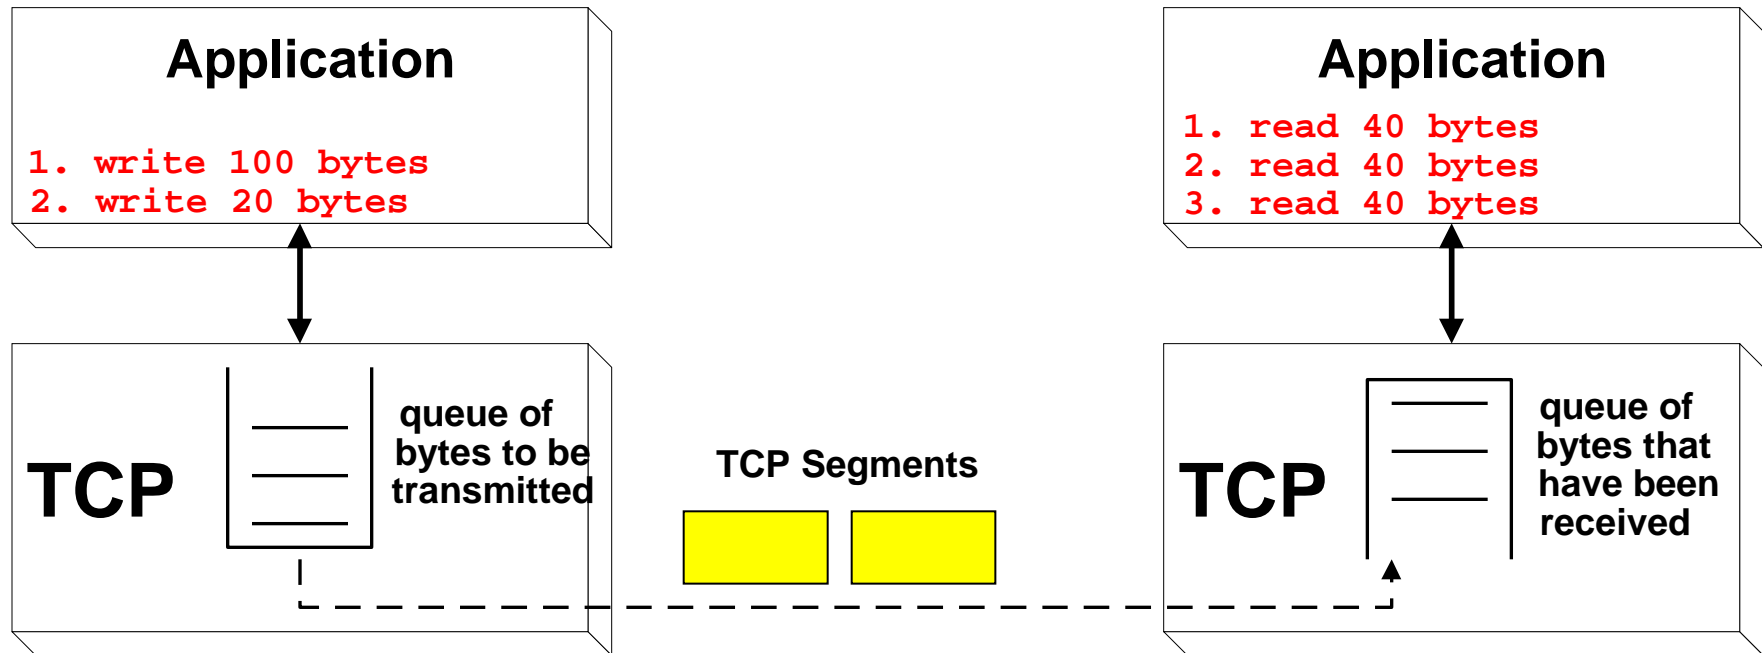 Application
1. write 100 bytes
2. write 20 bytes
Application
1. read 40 bytes
2. read 40 bytes
3. read 40 bytes
TCP
queue of
bytes to be
transmitted
TCP Segments
TCP
queue of
bytes that
have been
received